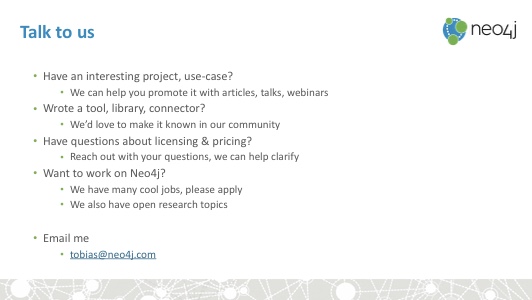 Talk to us
neo4j
• Have an interesting project, use-case?
• We can help you promote it with articles, talks, webinars
• Wrote a tool, library, connector?
• We'd love to make it known in our community
• Have questions about licensing & pricing?
• Reach out with your questions, we can help clarify
• Want to work on Neo4j?
• We have many cool jobs, please apply
• We also have open research topics
• Email me
• tobias@neo4j.com